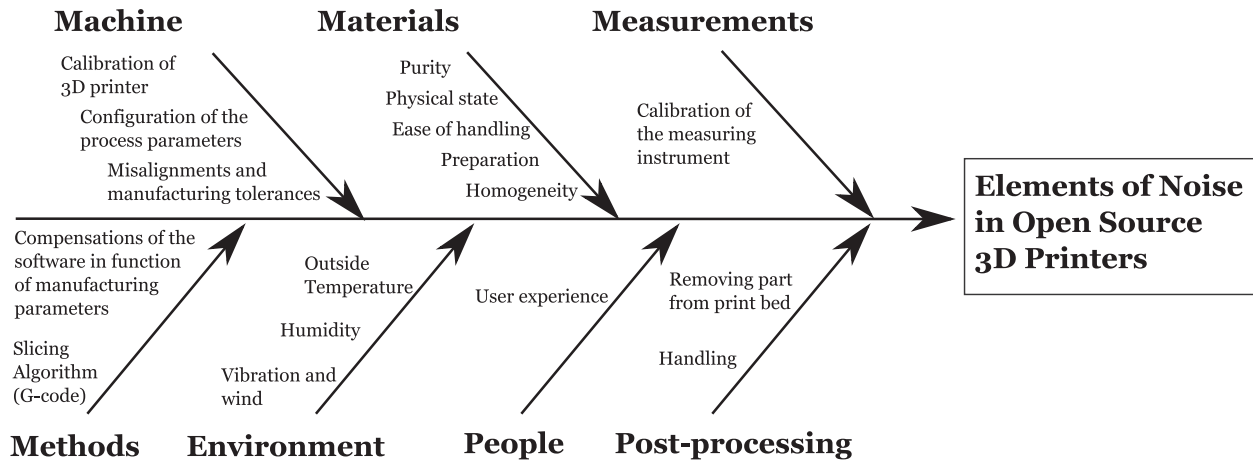 Machine
Calibration of
3D printer
Configuration of the
process parameters
Misalignments and
manufacturing tolerances
Materials
Purity
Physical state
Ease of handling
Preparation
Homogeneity
Measurements
Calibration of
the measuring
instrument
Elements of Noise
in Open Source
3D Printers
Compensations of the
software in function
of manufacturing
parameters
Slicing
Algorithm
(G-code)
Methods
Outside
Temperature
Humidity
Vibration and
wind
Environment
User experience
People
Removing part
from print bed
Handling
Post-processing